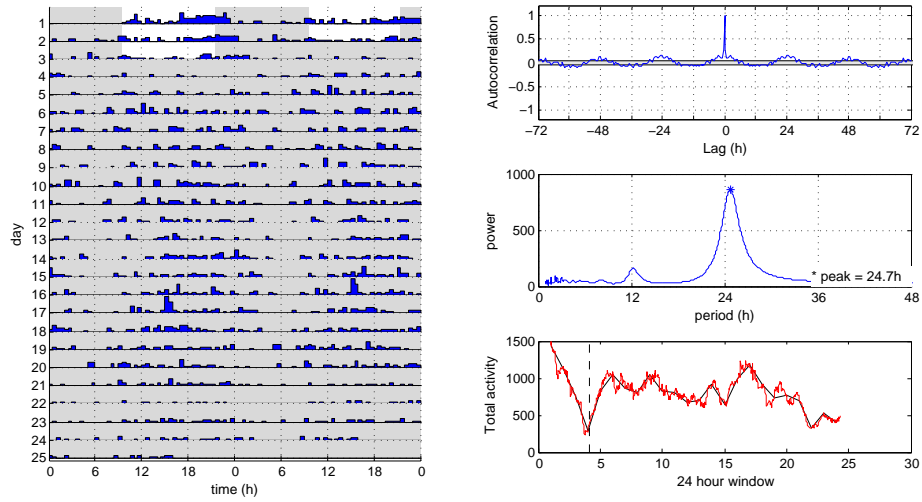 day
1
2
3
4
5
6
7
8
9
10
11
12
13
14
15
16
17
18
19
20
21
22
23
24
25
0 6 12 18 0 6 12 18 0
time (h)
Autocorrelation
1
0.5
0
−0.5
−1
−72 −48 −24 0 24 48 72
Lag (h)
power
1000
500
0
* peak = 24.7h
0 12 24 36 48
period (h)
Total activity
1500
1000
500
0
0 5 10 15 20 25 30
24 hour window